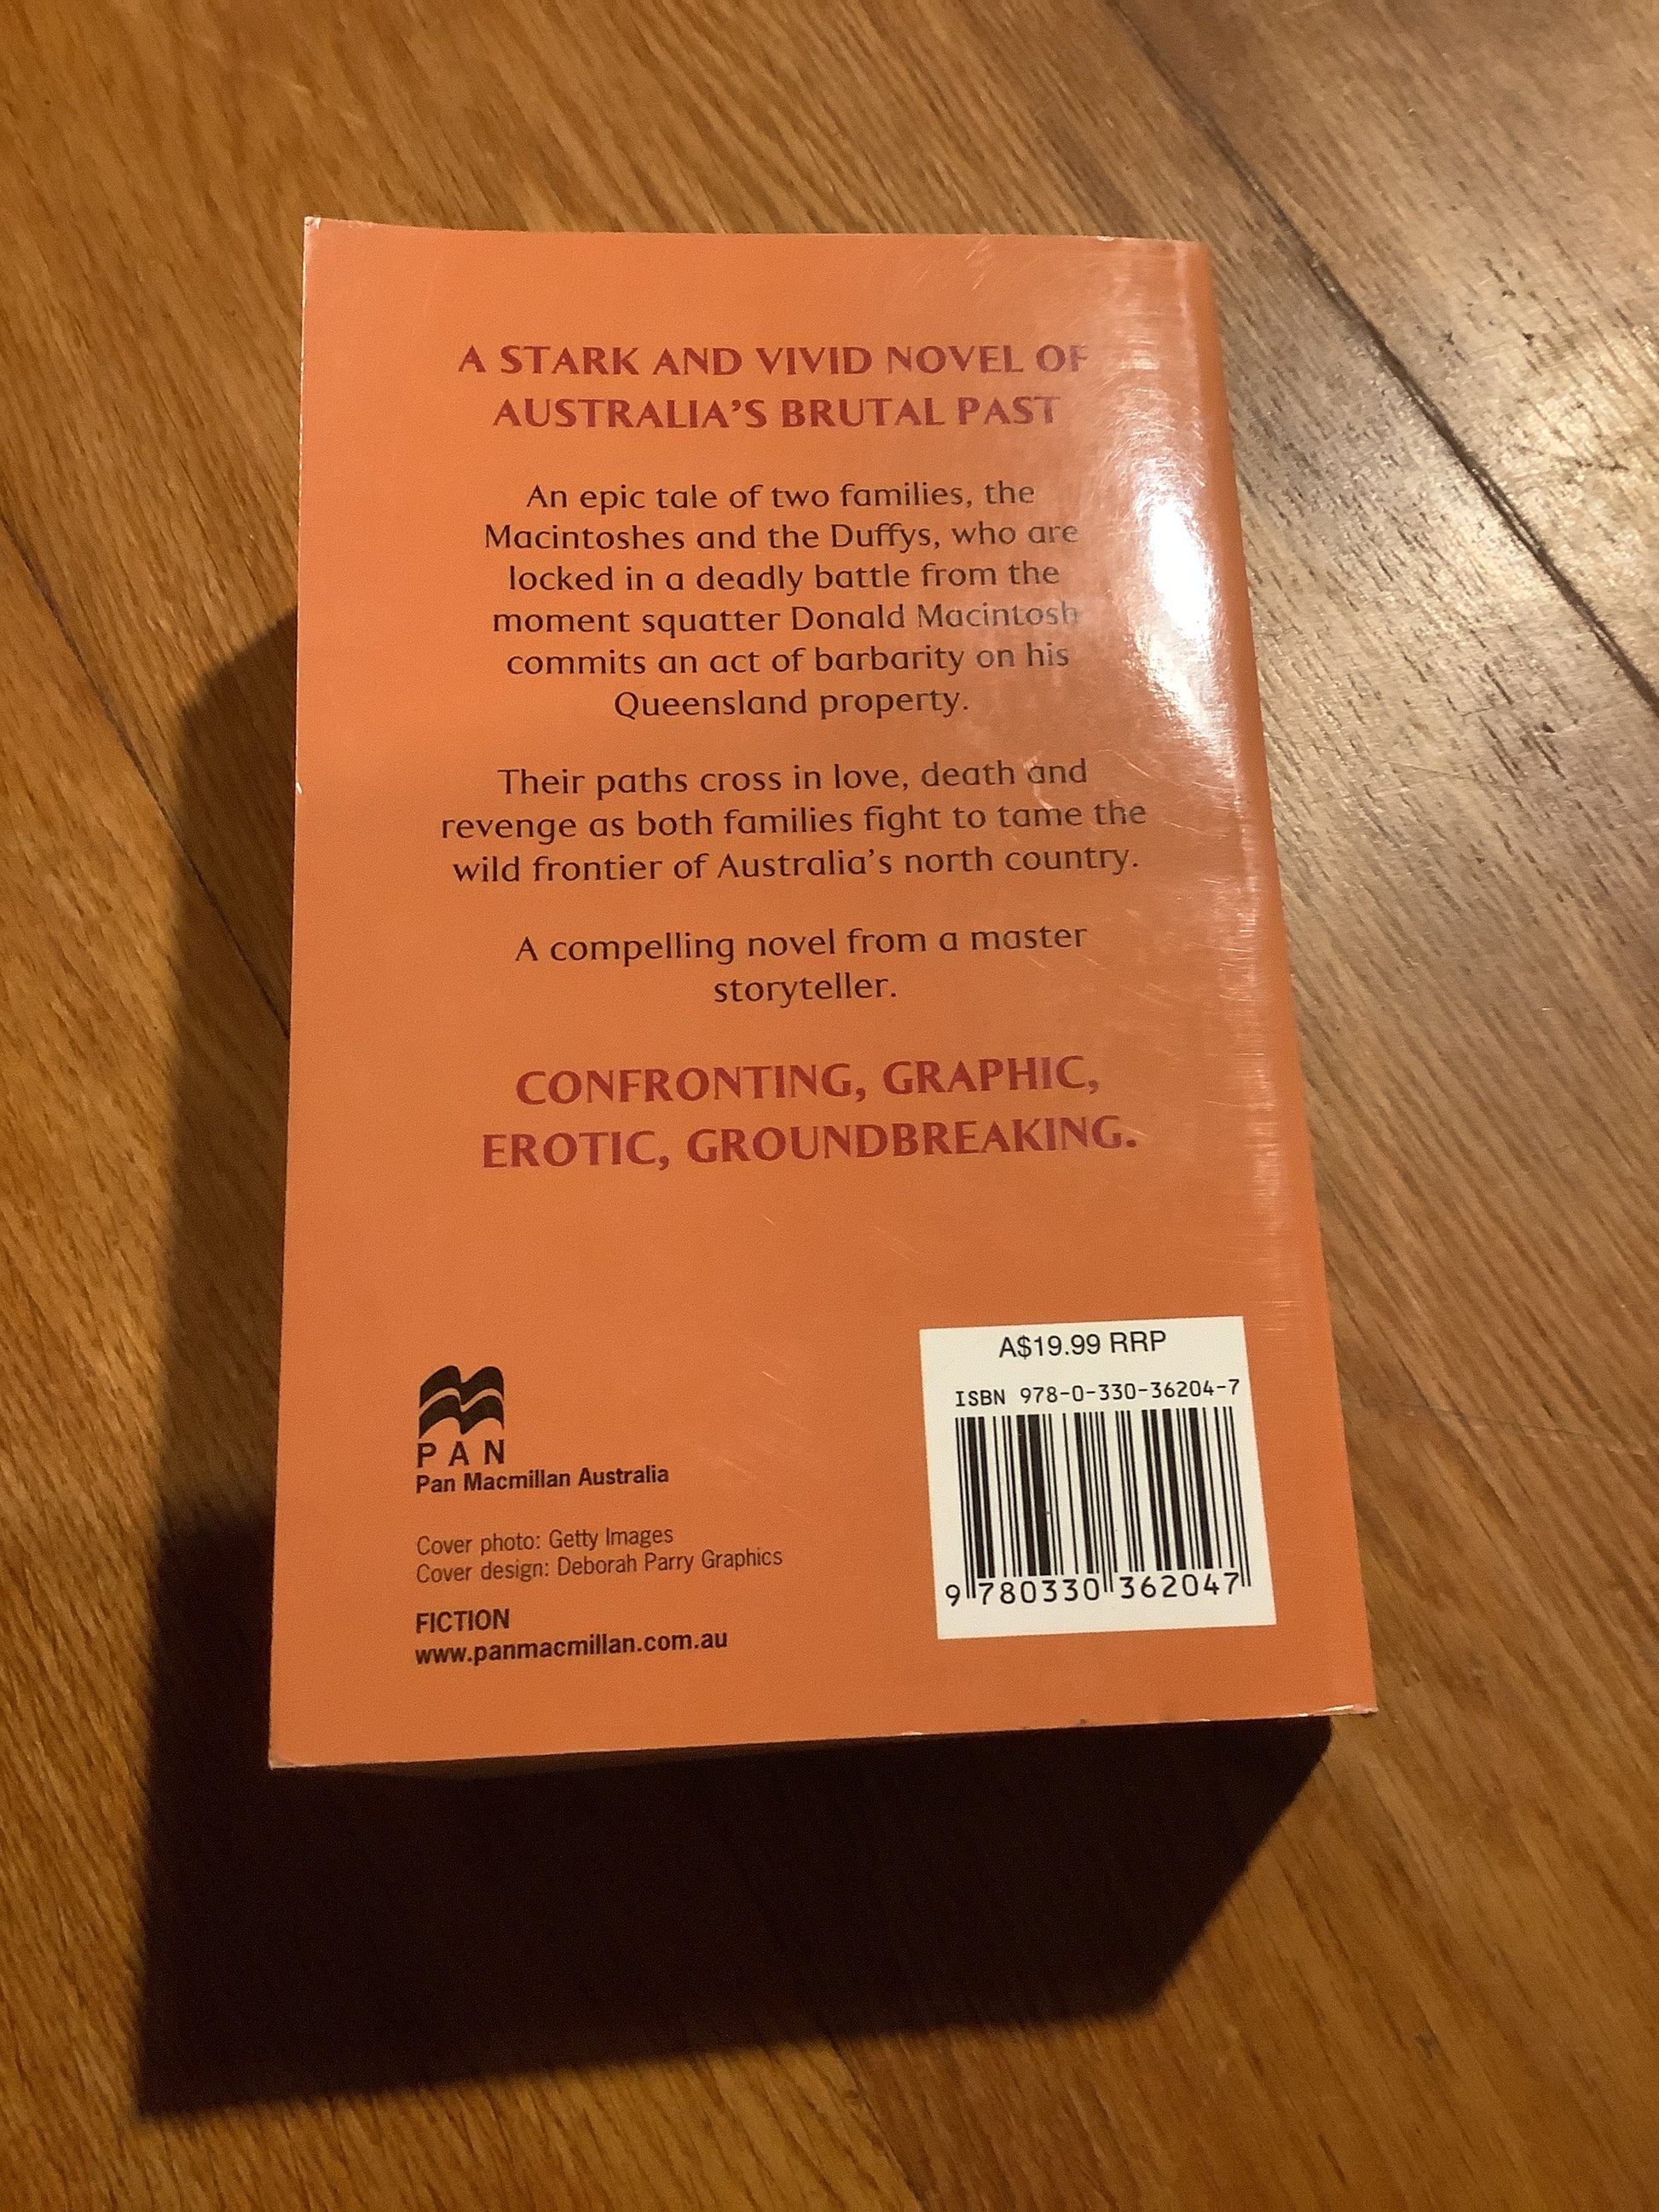 A STARK AND VIVID NOVEL OF
AUSTRALIA'S BRUTAL PAST
An epic tale of two families, the
Macintoshes and the Duffys, who are
locked in a deadly battle from the
moment squatter Donald Macintosh
commits an act of barbarity on his
Queensland property.
Their paths cross in love, death and
revenge as both families fight to tame the
wild frontier of Australia's north country.
A compelling novel from a master
storyteller.
CONFRONTING, GRAPHIC,
EROTIC, GROUNDBREAKING.
PAN
Pan Macmillan Australia
Cover photo: Getty Images
Cover design: Deborah Parry Graphics
FICTION
www.panmacmillan.com.au
A$19.99 RRP
ISBN 978-0-330-36204-7
9 780330 362047